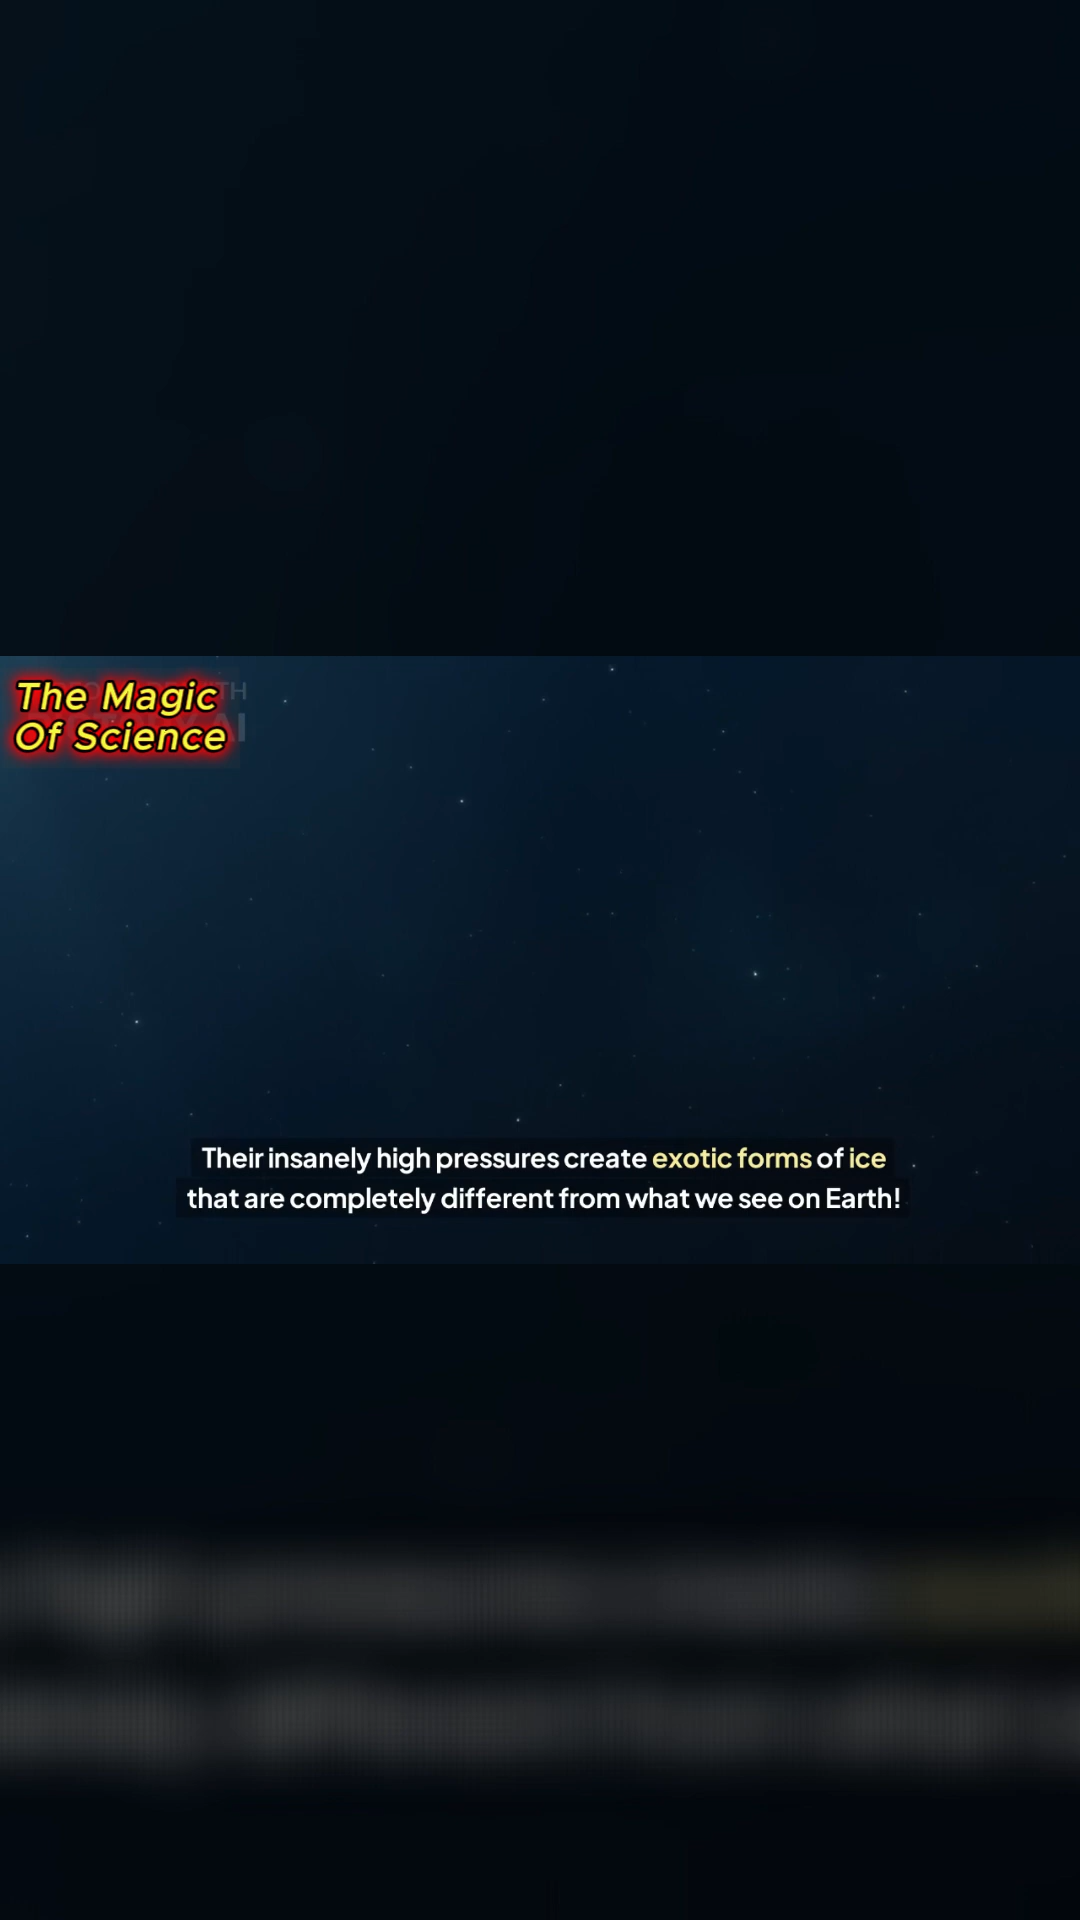 The Magic
Of Science
Their insanely high pressures create exotic forms of ice
that are completely different from what we see on Earth!